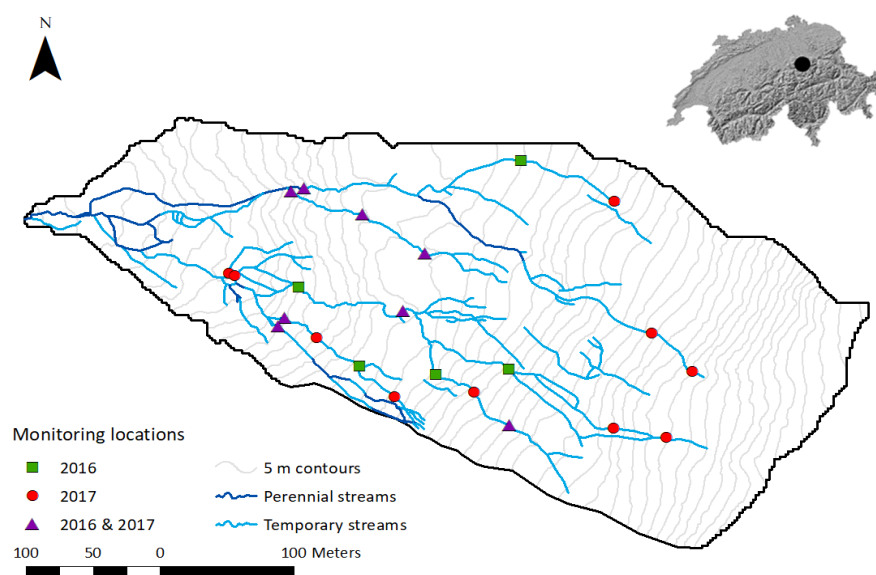 N
Monitoring locations
2016
5 m contours
2017
Perennial streams
2016 & 2017
Temporary streams
100 50 0 100 Meters